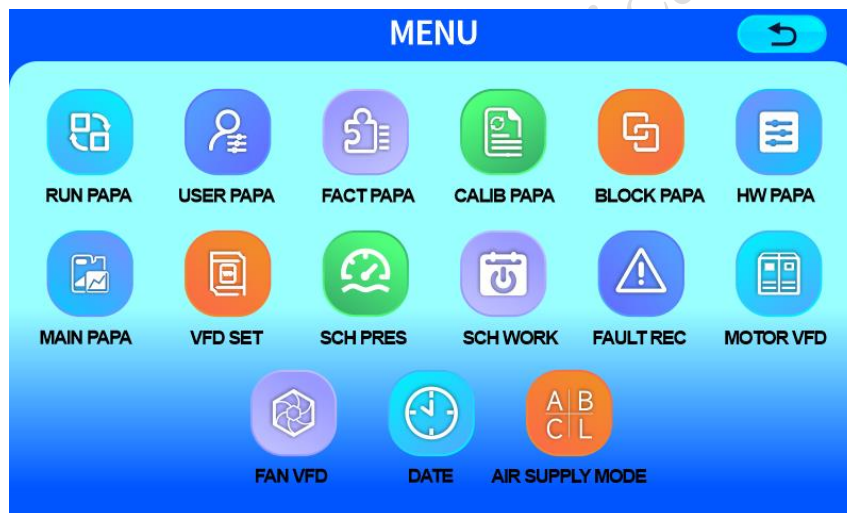 MENU
RUN PAPA USER PAPA FACT PAPA CALIB PAPA BLOCK PAPA HW PAPA
MAIN PAPA VFD SET SCH PRES SCH WORK FAULT REC MOTOR VFD
A B
C L
FAN VFD DATE AIR SUPPLY MODE